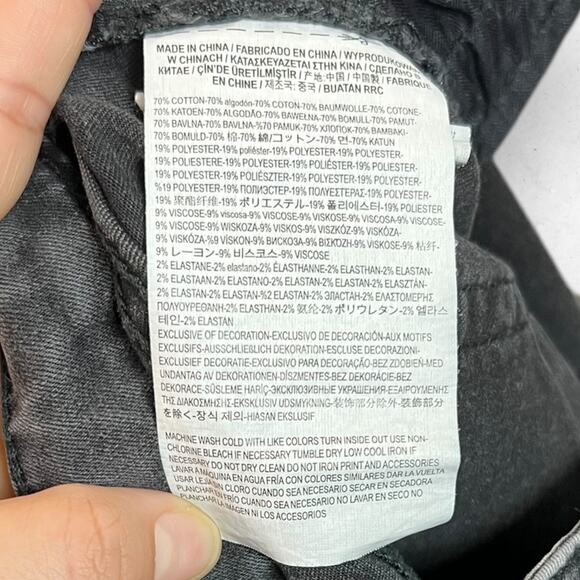 MADE IN CHINA / FABRICADO EN CHINA / WYPRODUKOWANO
W CHINACH / ΚΑΤΑΣΚΕΥΑΖΕΤΑΙ ΣΤΗΝ ΚΙΝΑ / СДЕЛАНО В
КИТАЕ / ÇİN'DE ÜRETİLMİŞTİR / 产地:中国 / 中国製 / FABRIQUE
EN CHINE / 제조국: 중국 / BUATAN RRC
70% COTTON-70% algodón-70% COTON-70% BAUMWOLLE-70% COTONE-
70% KATOEN-70% ALGODÃO-70% BAWEŁNA-70% BOMULL-70% PAMUT-
70% BAVLNA-70% BAVLNA-%70 PAMUK-70% ХЛОПОК-70% ΒΑΜΒΑΚΙ-
70% BOMULD-70% 棉-70% 綿/コットン-70% 면-70% KATUN
19% POLYESTER-19% poliéster-19% POLYESTER-19% POLYESTER-
19% POLIESTERE-19% POLYESTER-19% POLIÉSTER-19% POLIESTER-
19% POLYESTER-19% POLIÉSZTER-19% POLYESTER-19% POLYESTER-
%19 POLYESTER-19% ПОЛИЭСТЕР-19% ΠΟΛΥΕΣΤΕΡΑΣ-19% POLYESTER-
19% 聚酯纤维-19% ポリエステル-19% 폴리에스터-19% POLIESTER
9% VISCOSE-9% viscosa-9% VISCOSE-9% VISKOSE-9% VISCOSA-9% VISCOSE-
9% VISCOSE-9% WISKOZA-9% VISKOS-9% VISZKÓZ-9% VISKÓZA-
9% VISKÓZA-%9 VİSKON-9% ВИСКОЗА-9% ΒΙΣΚΟΖΗ-9% VISKOSE-9% 粘纤-
9% レーヨン-9% 비스코스-9% VISCOSE
2% ELASTANE-2% elastano-2% ÉLASTHANNE-2% ELASTHAN-2% ELASTAN-
2% ELASTAAN-2% ELASTANO-2% ELASTAN-2% ELASTAN-2% ELASZTÁN-
2% ELASTAN-2% ELASTAN-%2 ELASTAN-2% ЭЛАСТАН-2% ΕΛΑΣΤΟΜΕΡΗΣ
ΠΟΛΥΟΥΡΕΘΑΝΗ-2% ELASTHAN-2% 氨纶-2% ポリウレタン-2% 엘라스
테인-2% ELASTAN
EXCLUSIVE OF DECORATION-EXCLUSIVO DE DECORACIÓN-AUX MOTIFS
EXCLUSIFS-AUSSCHLIEßLICH DEKORATION-ESCLUSE DECORAZIONI-
EXCLUSIEF DECORATIE-EXCLUSIVO PARA DECORAÇÃO-BEZ ZDOBIEŃ-MED
UNDANTAG AV DEKORATIONEN-DÍSZMENTES-BEZ DEKORÁCIE-BEZ
DEKORACE-SÜSLEME HARİÇ-ЭКСКЛЮЗИВНАЯ УКРАШЕНИЯ-ΕΞΑΙΡΟΥΜΕΝΗΣ
ΤΗΣ ΔΙΑΚΟΣΜΗΣΗΣ-EKSKLUSIV UDSMYKNING-装饰部分除外-装飾部分
を除く-장식 제외-HIASAN EKSLUSIF
MACHINE WASH COLD WITH LIKE COLORS TURN INSIDE OUT USE NON-
CHLORINE BLEACH IF NECESSARY TUMBLE DRY LOW COOL IRON IF
NECESSARY DO NOT DRY CLEAN DO NOT IRON PRINT AND ACCESSORIES
LAVAR A MAQUINA EN AGUA FRÍA CON COLORES SIMILARES DAR LA VUELTA
USAR LEJIA SIN CLORO CUANDO SEA NECESARIO SECAR EN SECADORA
PLANCHAR EN FRÍO CUANDO SEA NECESARIO NO LAVAR EN SECO NO
PLANCHAR LA IMAGEN NI LOS ACCESORIOS